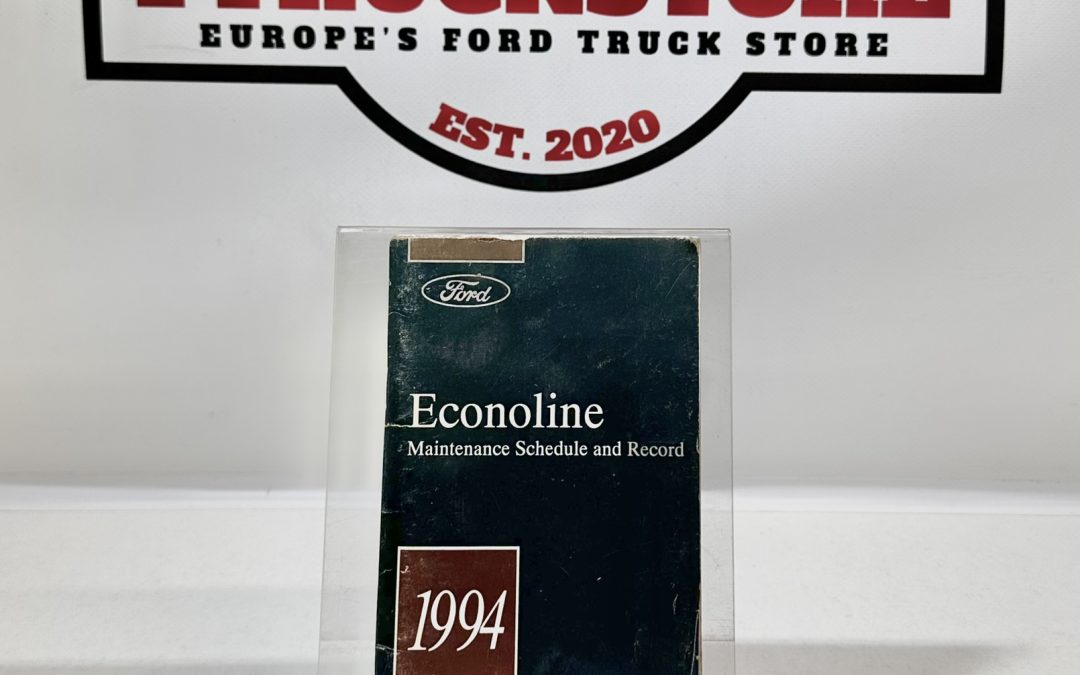 EUROPE'S FORD TRUCK STORE
EST. 2020
Ford
Econoline
Maintenance Schedule and Record
1994